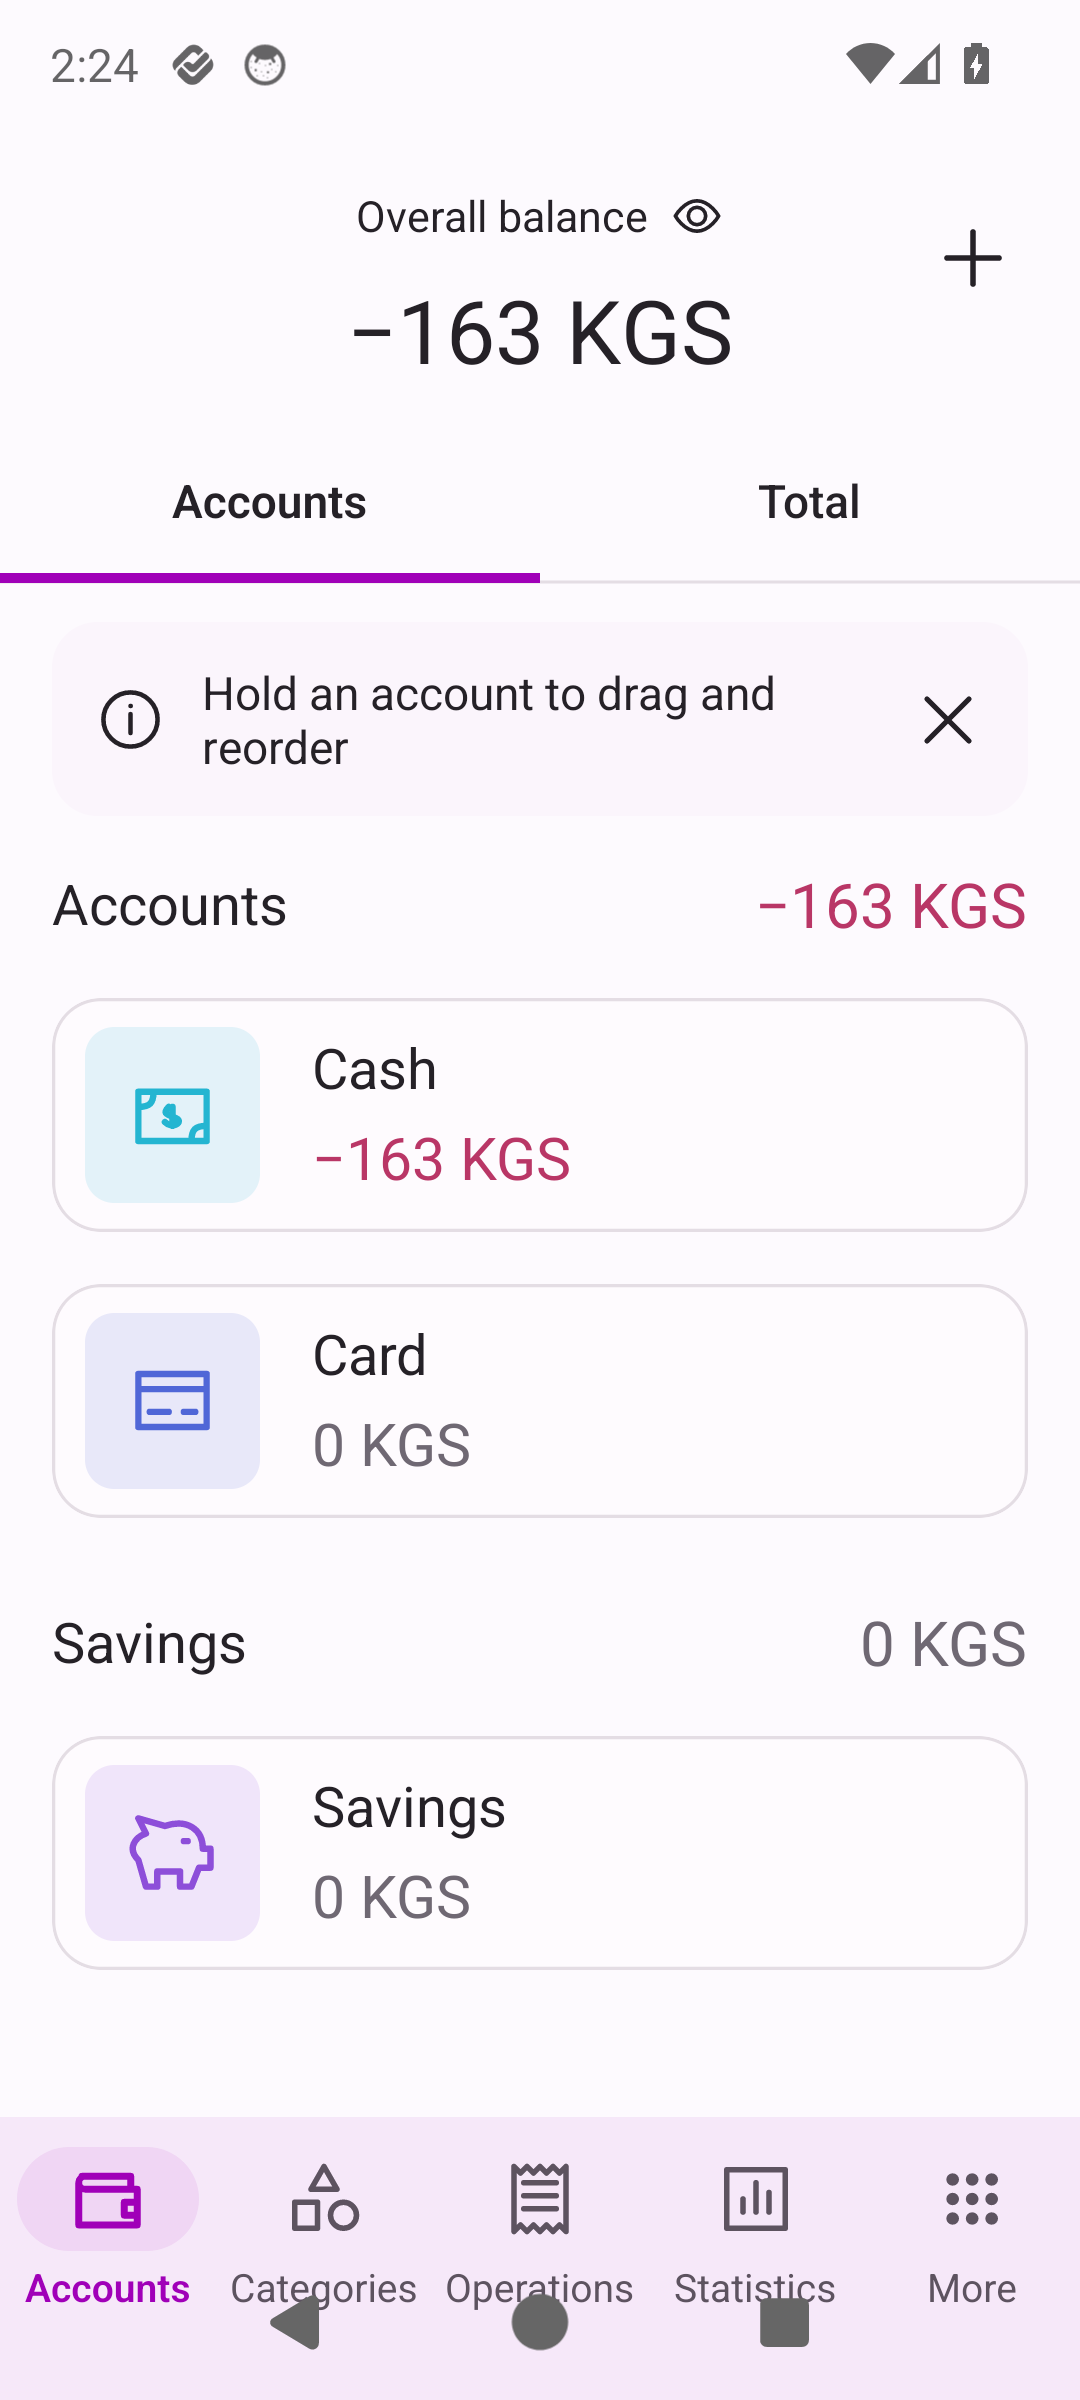 2:24
Overall balance
−163 KGS
Accounts
Total
Hold an account to drag and
reorder
Accounts
−163 KGS
Cash
−163 KGS
Card
0 KGS
Savings
0 KGS
Savings
0 KGS
Accounts
Categories
Operations
Statistics
More